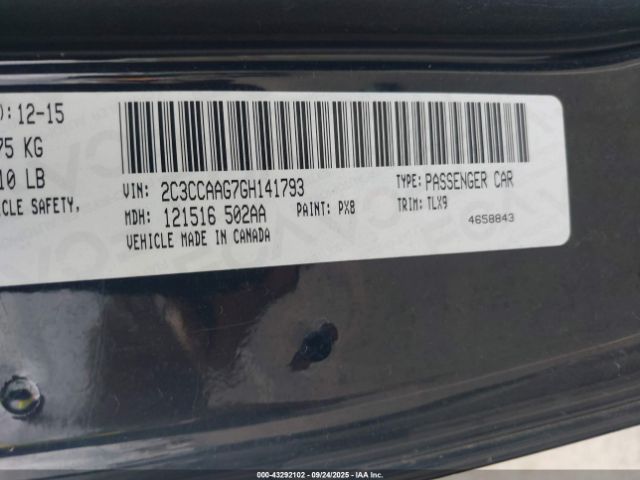 ): 12-15
75 KG
10 LB
CLE SAFETY,
VIN: 2C3CCAAG7GH141793
TYPE: PASSENGER CAR
MDH: 121516 502AA
PAINT: PX8
TRIM: TLX9
VEHICLE MADE IN CANADA
4658843
000-43292102 - 09/24/2025 - IAA Inc.